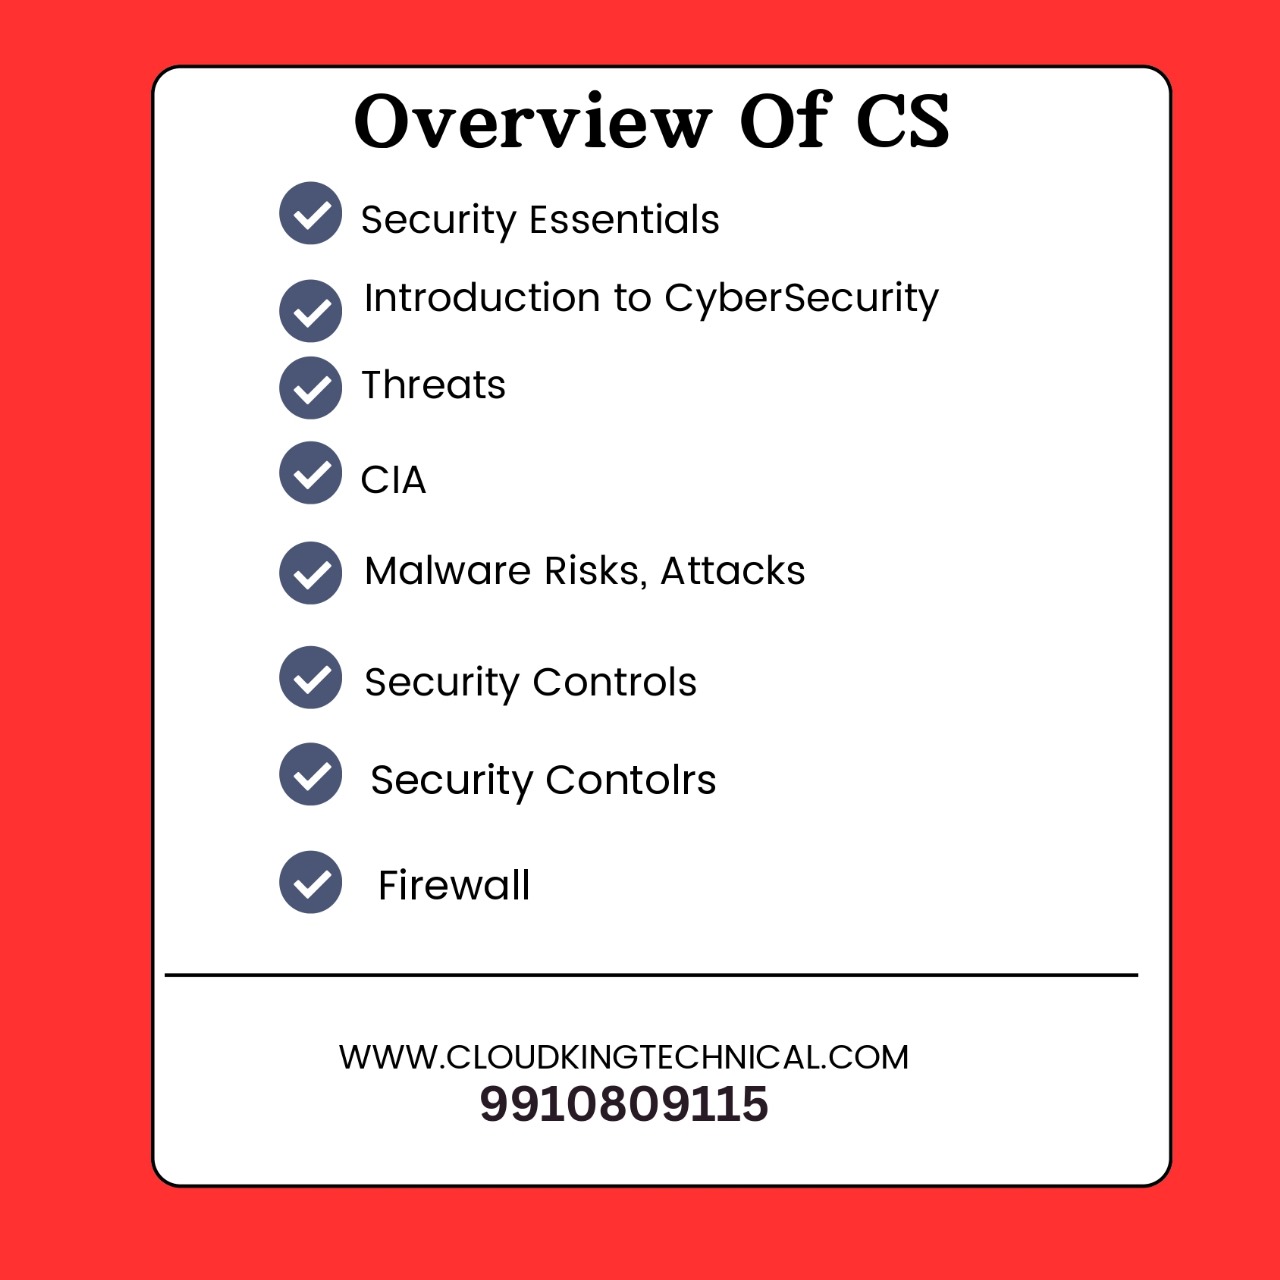 Overview Of CS
Security Essentials
Introduction to CyberSecurity
Threats
CIA
Malware Risks, Attacks
Security Controls
Security Contolrs
Firewall
WWW.CLOUDKINGTECHNICAL.COM
9910809115